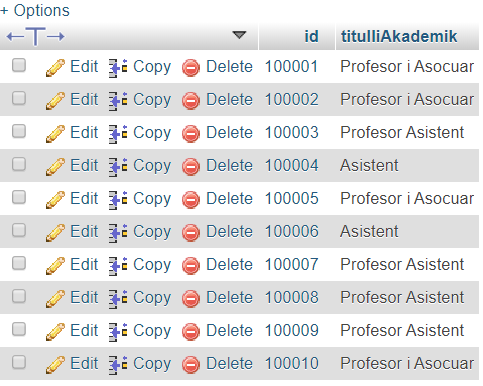 + Options
id titulliAkademik
Edit Copy Delete 100001 Profesor i Asocuar
Edit Copy Delete 100002 Profesor i Asocuar
Edit Copy Delete 100003 Profesor Asistent
Edit Copy Delete 100004 Asistent
Edit Copy Delete 100005 Profesor i Asocuar
Edit Copy Delete 100006 Asistent
Edit Copy Delete 100007 Profesor Asistent
Edit Copy Delete 100008 Profesor Asistent
Edit Copy Delete 100009 Profesor Asistent
Edit Copy Delete 100010 Profesor i Asocuar